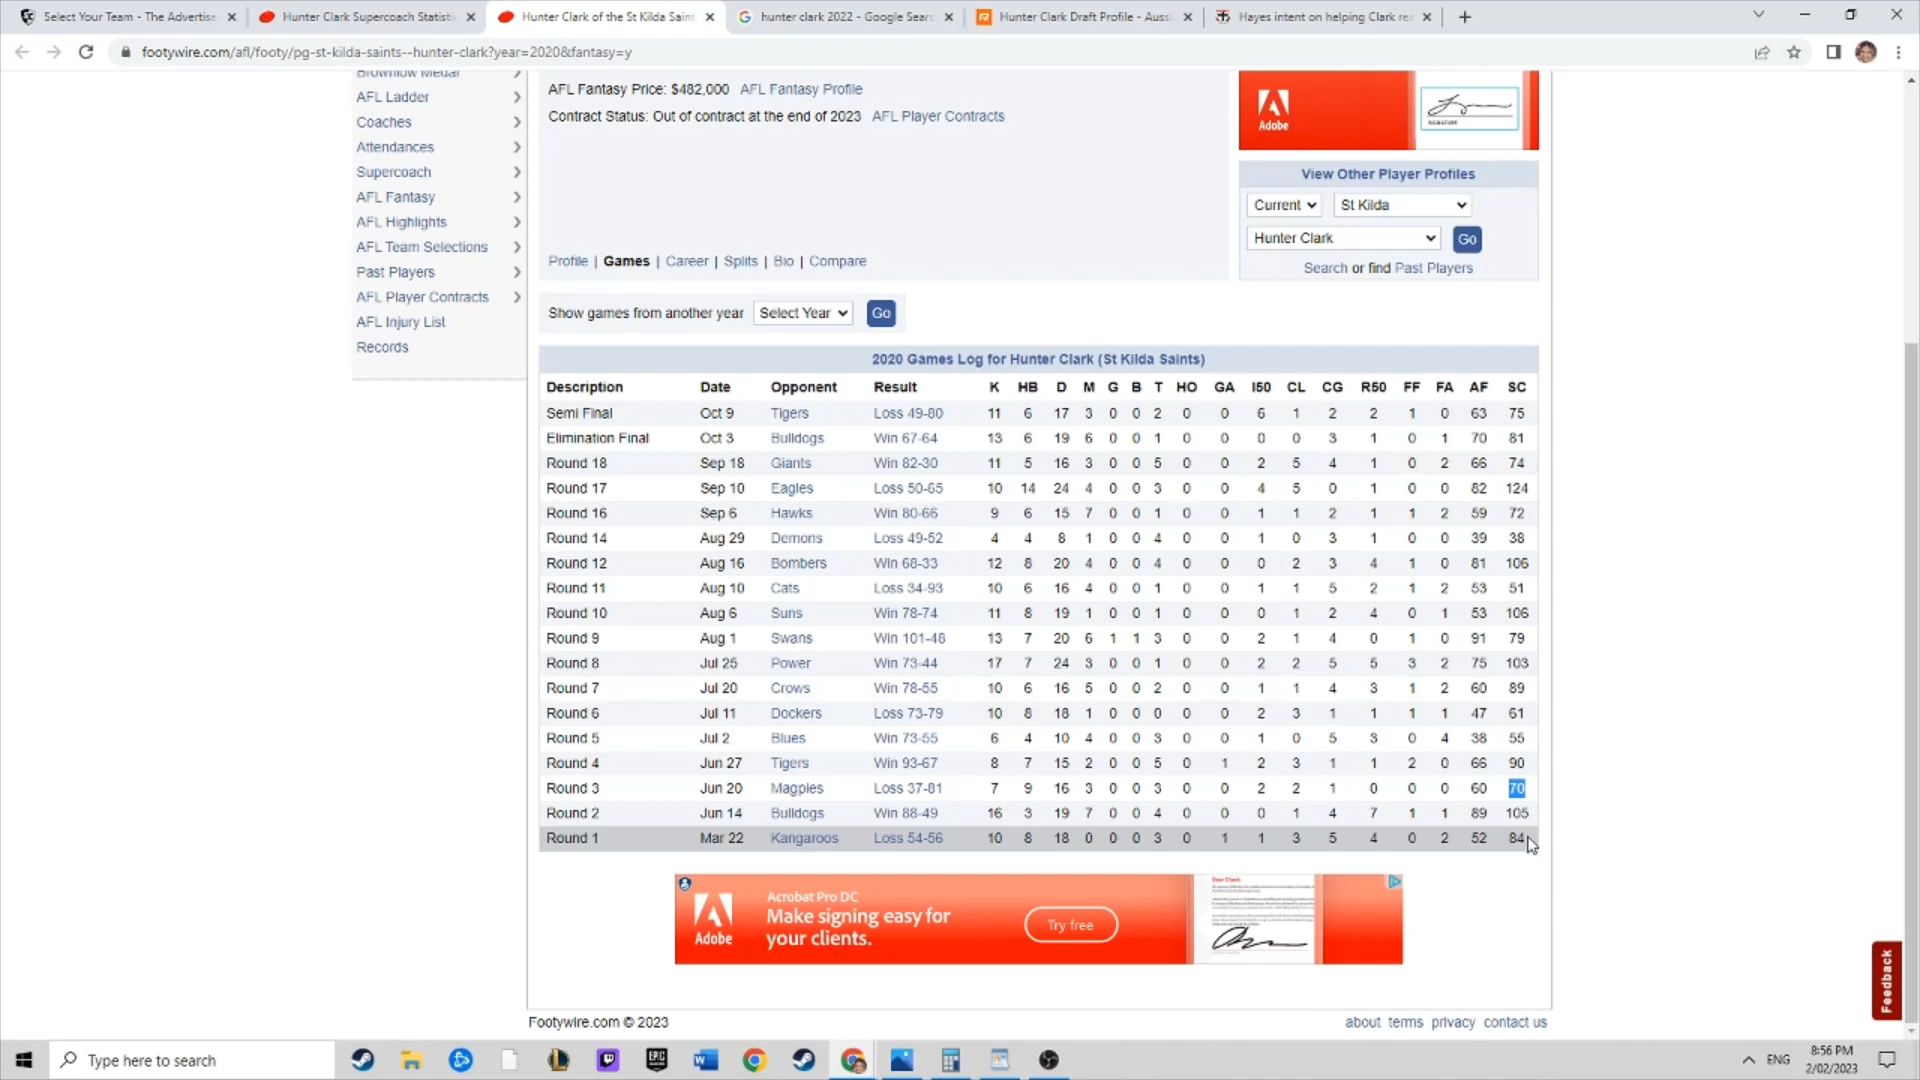 Select Your Team - The Advertise
Hunter Clark Supercoach Statistic
Hunter Clark of the St Kilda Saint
hunter clark 2022 - Google Searc
Hunter Clark Draft Profile - Aussi
Hayes intent on helping Clark re
footywire.com/afl/footy/pg-st-kilda-saints--hunter-clark?year=2020&fantasy=y
Brownlow Medal
AFL Ladder
Coaches
Attendances
Supercoach
AFL Fantasy
AFL Highlights
AFL Team Selections
Past Players
AFL Player Contracts
AFL Injury List
Records
AFL Fantasy Price: $482,000 AFL Fantasy Profile
Contract Status: Out of contract at the end of 2023 AFL Player Contracts
Profile | Games | Career | Splits | Bio | Compare
Adobe
SIGNATURE
View Other Player Profiles
Current St Kilda
Hunter Clark Go
Search or find Past Players
Show games from another year Select Year Go
2020 Games Log for Hunter Clark (St Kilda Saints)
Description Date Opponent Result K HB D M G B T HO GA I50 CL CG R50 FF FA AF SC
Semi Final Oct 9 Tigers Loss 49-80 11 6 17 3 0 0 2 0 0 6 1 2 2 1 0 63 75
Elimination Final Oct 3 Bulldogs Win 67-64 13 6 19 6 0 0 1 0 0 0 0 3 1 0 1 70 81
Round 18 Sep 18 Giants Win 82-30 11 5 16 3 0 0 5 0 0 2 5 4 1 0 2 66 74
Round 17 Sep 10 Eagles Loss 50-65 10 14 24 4 0 0 3 0 0 4 5 0 1 0 0 82 124
Round 16 Sep 6 Hawks Win 80-66 9 6 15 7 0 0 1 0 0 1 1 2 1 1 2 59 72
Round 14 Aug 29 Demons Loss 49-52 4 4 8 1 0 0 4 0 0 1 0 3 1 0 0 39 38
Round 12 Aug 16 Bombers Win 68-33 12 8 20 4 0 0 4 0 0 0 2 3 4 1 0 81 106
Round 11 Aug 10 Cats Loss 34-93 10 6 16 4 0 0 1 0 0 1 1 5 2 1 2 53 51
Round 10 Aug 6 Suns Win 78-74 11 8 19 1 0 0 1 0 0 0 1 2 4 0 1 53 106
Round 9 Aug 1 Swans Win 101-48 13 7 20 6 1 1 3 0 0 2 1 4 0 1 0 91 79
Round 8 Jul 25 Power Win 73-44 17 7 24 3 0 0 1 0 0 2 2 5 5 3 2 75 103
Round 7 Jul 20 Crows Win 78-55 10 6 16 5 0 0 2 0 0 1 1 4 3 1 2 60 89
Round 6 Jul 11 Dockers Loss 73-79 10 8 18 1 0 0 0 0 0 2 3 1 1 1 1 47 61
Round 5 Jul 2 Blues Win 73-55 6 4 10 4 0 0 3 0 0 1 0 5 3 0 4 38 55
Round 4 Jun 27 Tigers Win 93-67 8 7 15 2 0 0 5 0 1 2 3 1 1 2 0 66 90
Round 3 Jun 20 Magpies Loss 37-81 7 9 16 3 0 0 3 0 0 2 2 1 0 0 0 60 70
Round 2 Jun 14 Bulldogs Win 88-49 16 3 19 7 0 0 4 0 0 0 1 4 7 1 1 89 105
Round 1 Mar 22 Kangaroos Loss 54-56 10 8 18 0 0 0 3 0 1 1 3 5 4 0 2 52 84
Adobe
Acrobat Pro DC
Make signing easy for
your clients.
Try free
Feedback
Footywire.com © 2023
about terms privacy contact us
Type here to search
EPIC
ENG
8:56 PM
2/02/2023